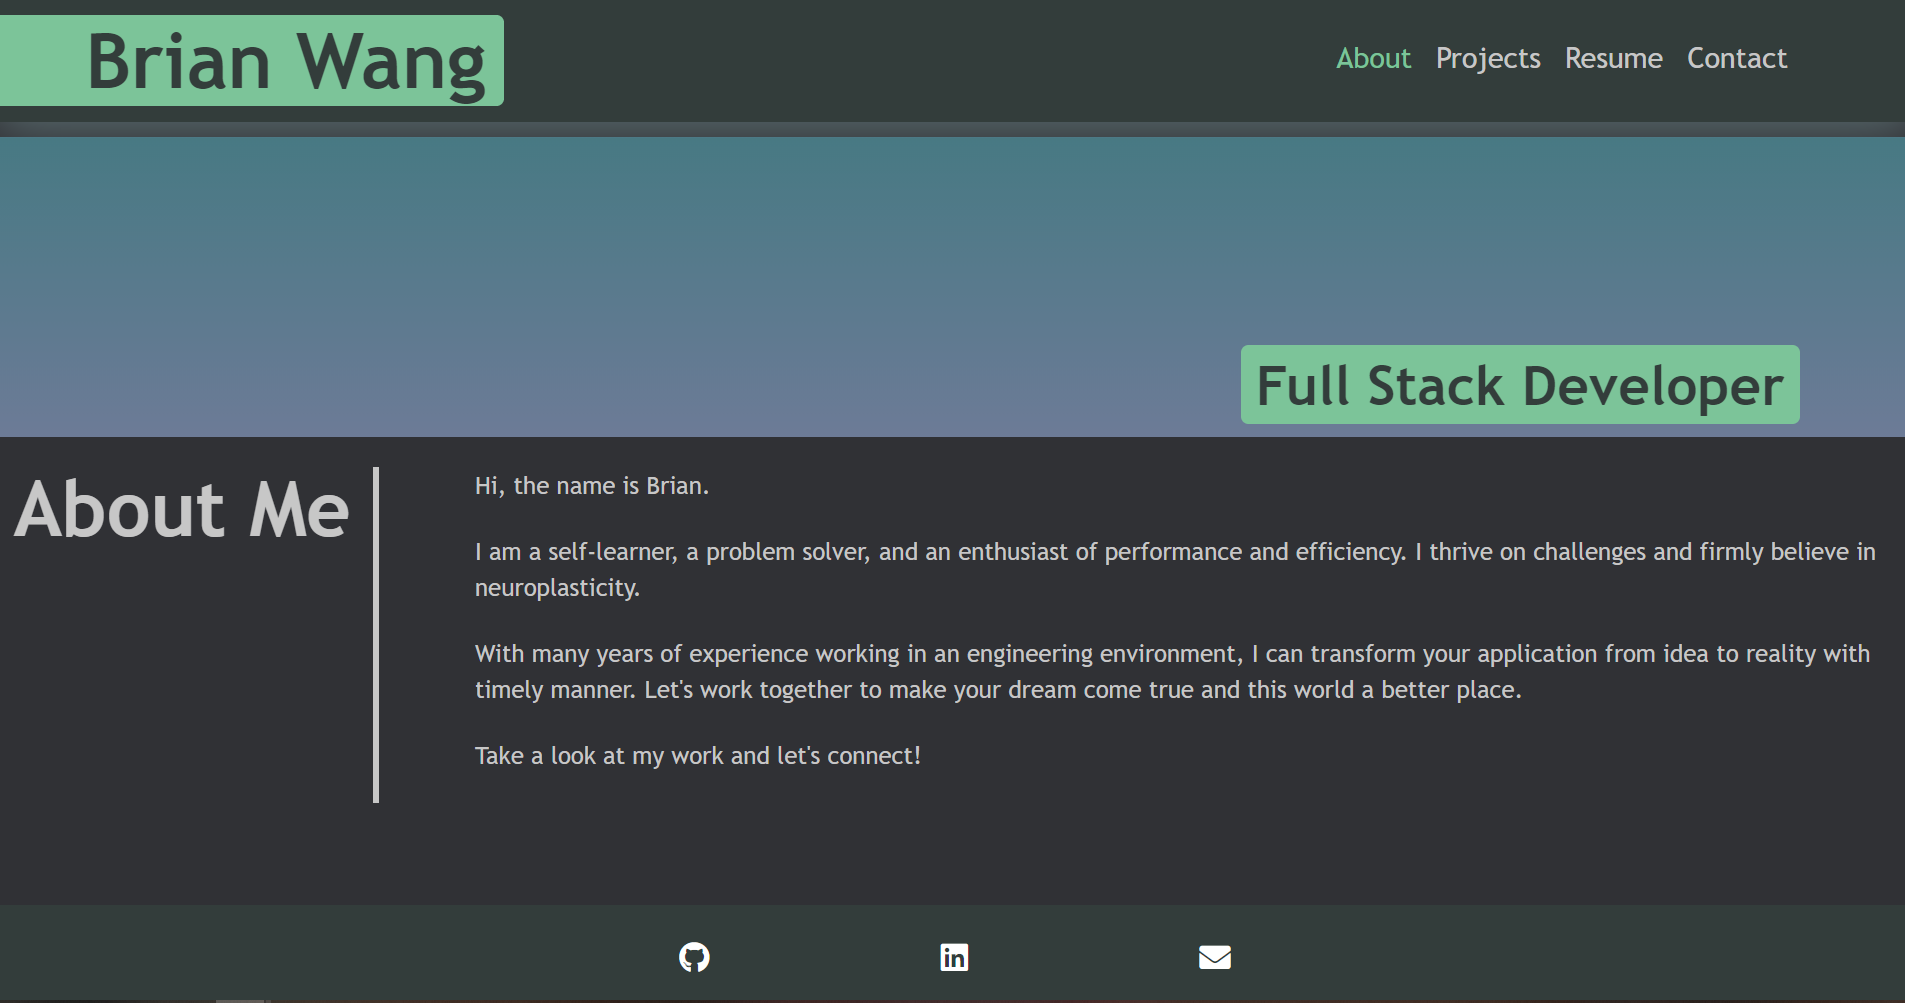 Brian Wang
About Projects Resume Contact
Full Stack Developer
About Me
Hi, the name is Brian.
I am a self-learner, a problem solver, and an enthusiast of performance and efficiency. I thrive on challenges and firmly believe in
neuroplasticity.
With many years of experience working in an engineering environment, I can transform your application from idea to reality with
timely manner. Let's work together to make your dream come true and this world a better place.
Take a look at my work and let's connect!
in